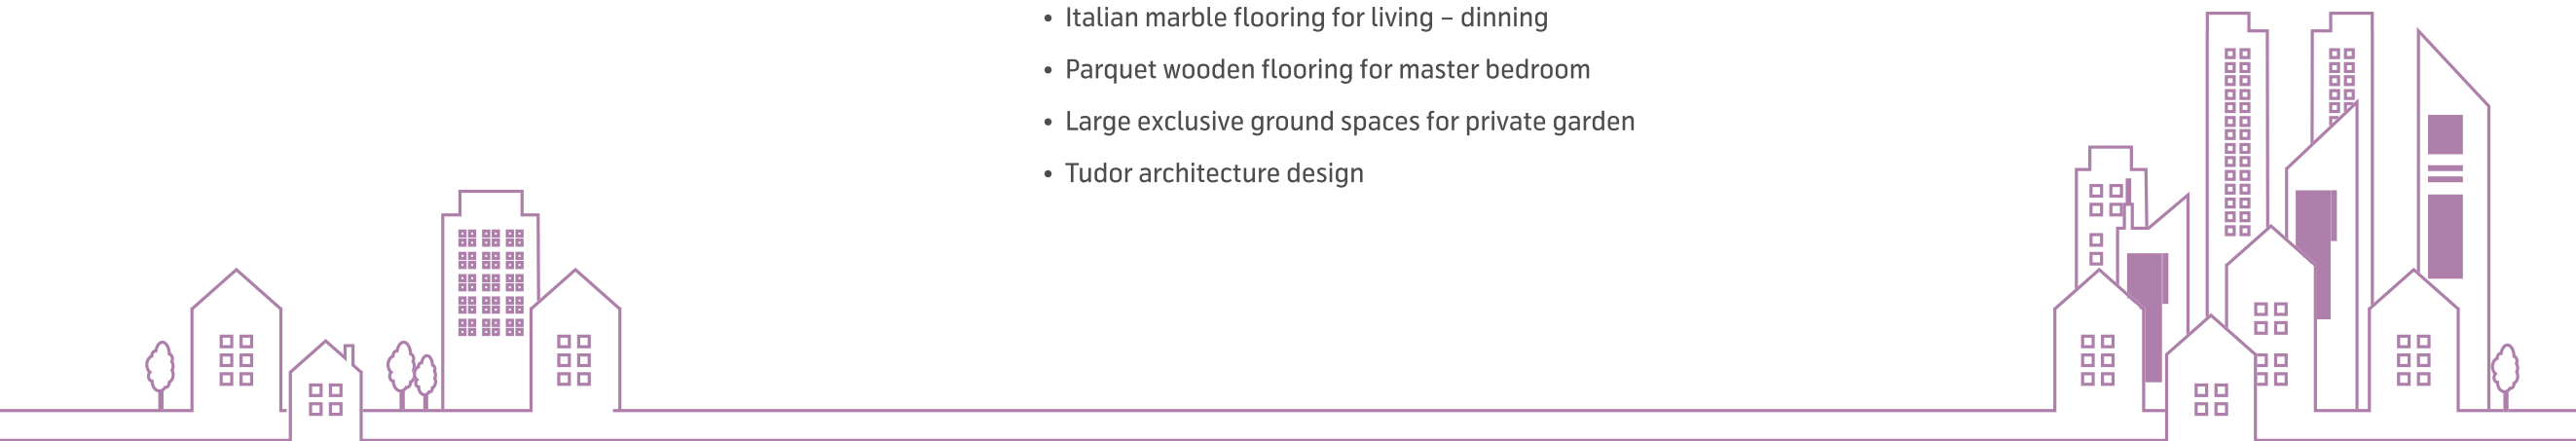 • Italian marble flooring for living – dinning
• Parquet wooden flooring for master bedroom
• Large exclusive ground spaces for private garden
• Tudor architecture design